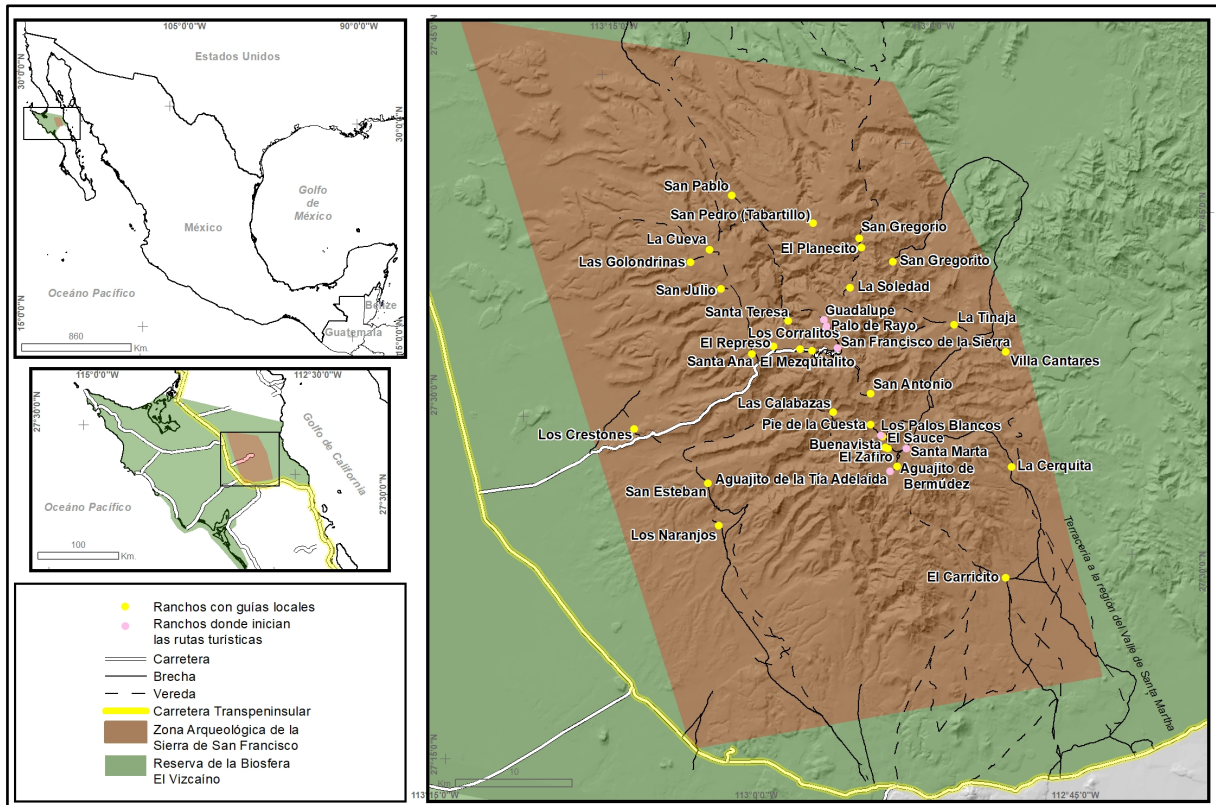 105°0'0"W
90°0'0"W
Estados Unidos
30°0'0"N
30°0'0"N
Golfo
de
México
México
Océano Pacífico
Belize
Guatemala
15°0'0"N
15°0'0"N
860
Km.
115°0'0"W
112°30'0"W
27°30'0"N
Golfo de California
Océano Pacífico
27°30'0"N
100
Km.
Ranchos con guías locales
Ranchos donde inician
las rutas turísticas
Carretera
Brecha
Vereda
Carretera Transpeninsular
Zona Arqueológica de la
Sierra de San Francisco
Reserva de la Biosfera
El Vizcaíno
113°15'0"W
113°0'0"W
27°45'0"N
San Pablo
San Pedro (Tabartillo)
San Gregorio
La Cueva
El Planecito
Las Golondrinas
San Gregorito
San Julio
La Soledad
Santa Teresa
Guadalupe
Palo de Rayo
La Tinaja
Los Corralitos
El Represo
San Francisco de la Sierra
Santa Ana
El Mezquitalito
Villa Cantares
27°30'0"N
San Antonio
Las Calabazas
Los Crestones
Pie de la Cuesta
Los Palos Blancos
El Sauce
Buenavista
Santa Marta
El Zafiro
La Cerquita
Aguajito de
Bermúdez
San Esteban
Aguajito de la Tia Adelaida
Los Naranjos
El Carricito
Terracería a la región del Valle de Santa Martha
27°15'0"N
10
Km
113°15'0"W
113°0'0"W
112°45'0"W